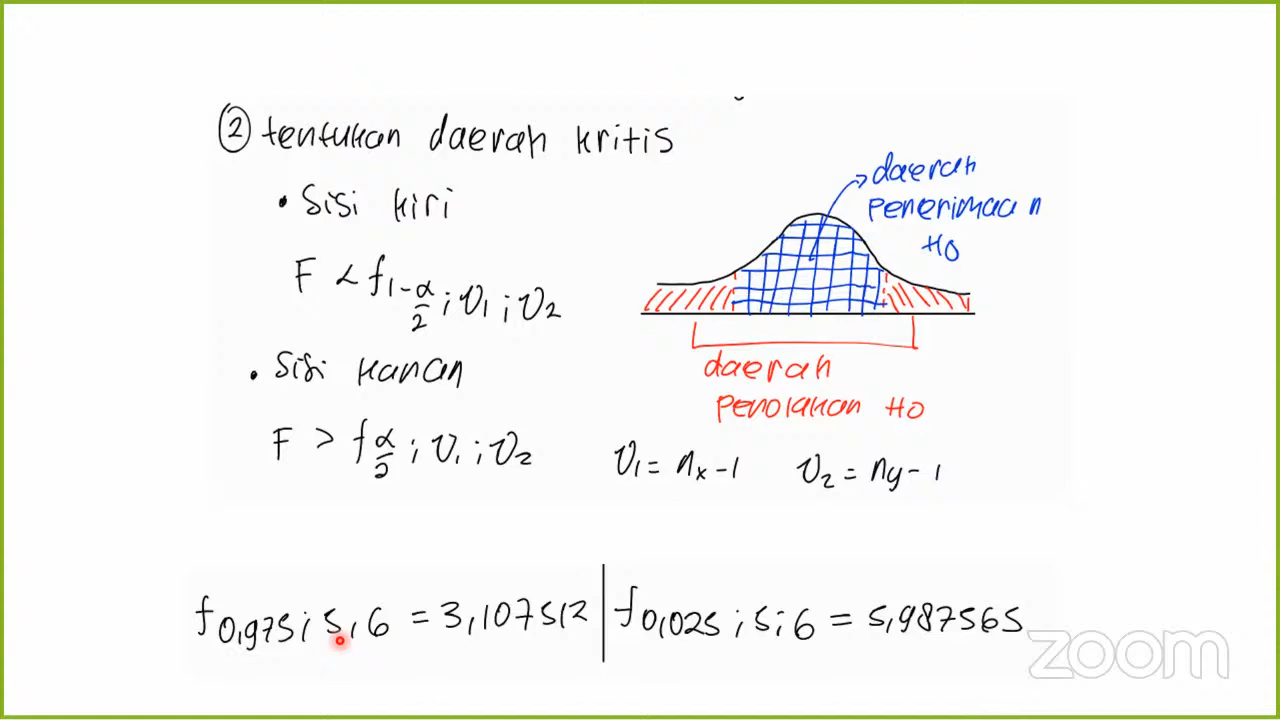 ② tentukan daerah kritis
• Sisi kiri
F < f1-α/2 ; υ1 ; υ2
• Sisi kanan
F > fα/2 ; υ1 ; υ2
daerah
penerimaan
H0
daerah
penolakan H0
υ1 = nx - 1
υ2 = ny - 1
f0,975 ; 5, 6 = 3,107512
f0,025 ; 5 ; 6 = 5,987565
zoom